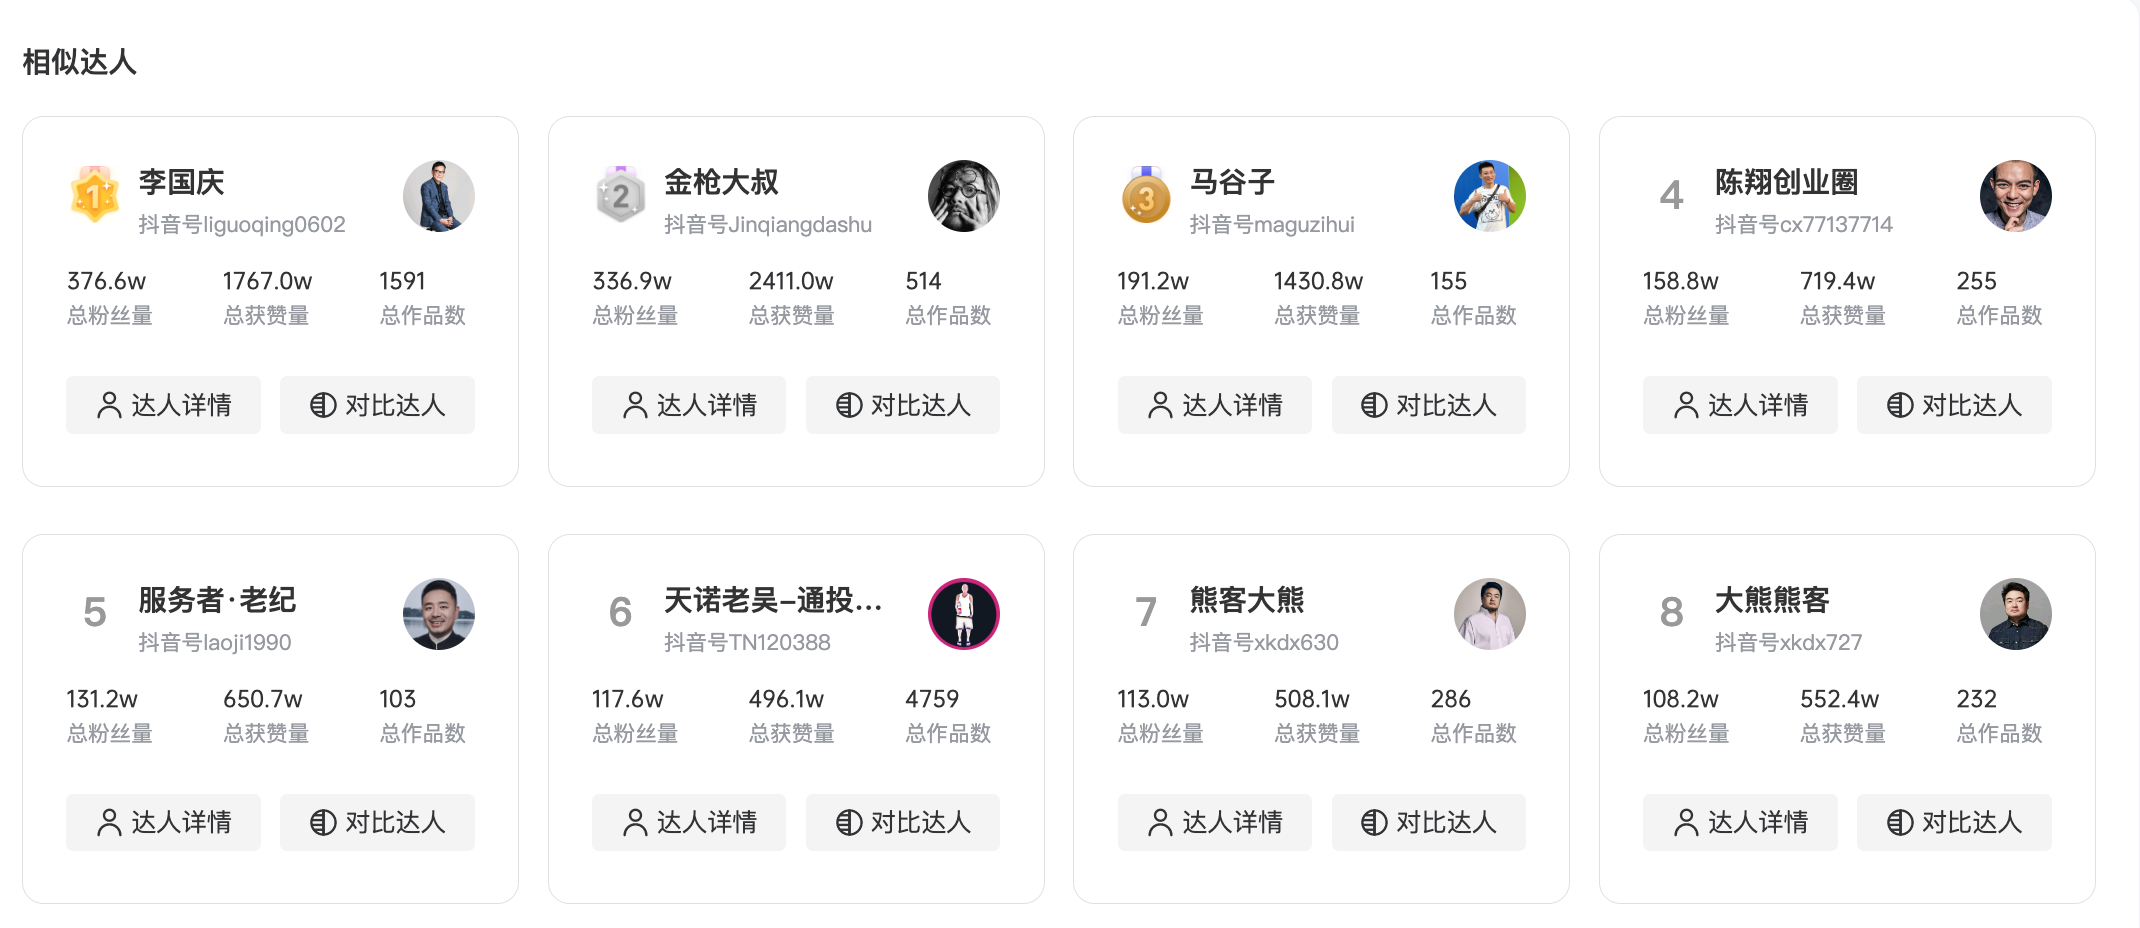 相似达人
1
李国庆
抖音号liguoqing0602
376.6w 1767.0w 1591
总粉丝量 总获赞量 总作品数
达人详情 对比达人
2
金枪大叔
抖音号Jinqiangdashu
336.9w 2411.0w 514
总粉丝量 总获赞量 总作品数
达人详情 对比达人
3
马谷子
抖音号maguzihui
191.2w 1430.8w 155
总粉丝量 总获赞量 总作品数
达人详情 对比达人
4
陈翔创业圈
抖音号cx77137714
158.8w 719.4w 255
总粉丝量 总获赞量 总作品数
达人详情 对比达人
5
服务者·老纪
抖音号laoji1990
131.2w 650.7w 103
总粉丝量 总获赞量 总作品数
达人详情 对比达人
6
天诺老吴–通投...
抖音号TN120388
117.6w 496.1w 4759
总粉丝量 总获赞量 总作品数
达人详情 对比达人
7
熊客大熊
抖音号xkdx630
113.0w 508.1w 286
总粉丝量 总获赞量 总作品数
达人详情 对比达人
8
大熊熊客
抖音号xkdx727
108.2w 552.4w 232
总粉丝量 总获赞量 总作品数
达人详情 对比达人